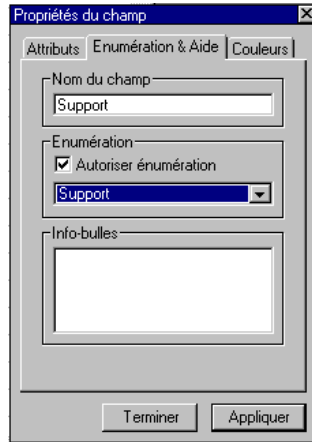 Propriétés du champ
Attributs Enumération & Aide Couleurs
Nom du champ
Support
Enumération
Autoriser énumération
Support
Info-bulles
Terminer Appliquer